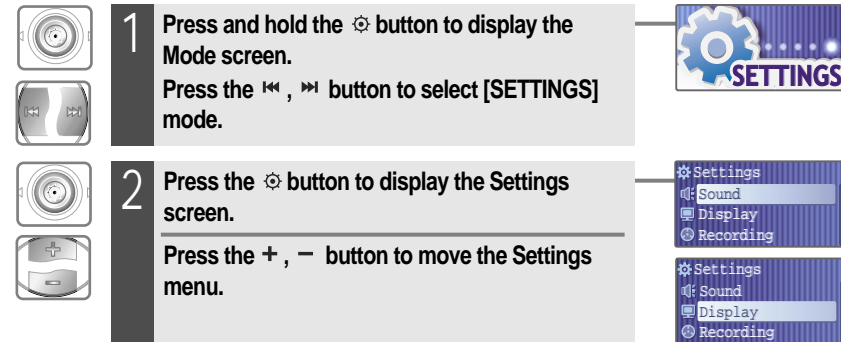 1 Press and hold the ⚙ button to display the
Mode screen.
Press the ⏮ , ⏭ button to select [SETTINGS]
mode.
SETTINGS
2 Press the ⚙ button to display the Settings
screen.
Press the + , − button to move the Settings
menu.
Settings
Sound
Display
Recording
Settings
Sound
Display
Recording